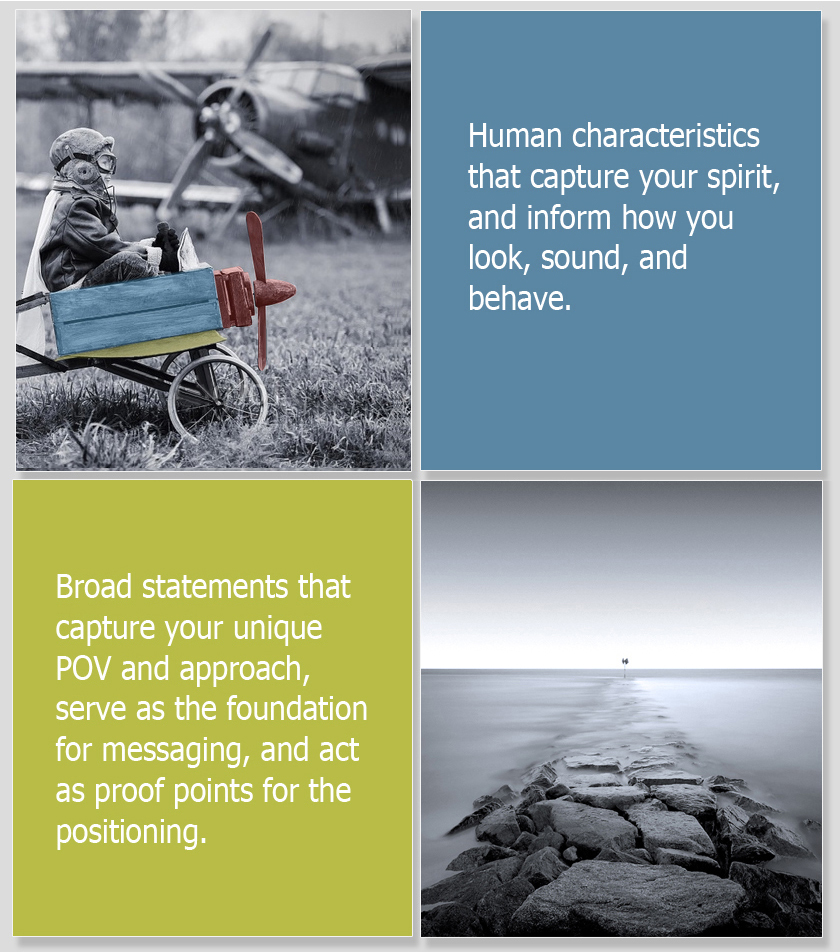 Human characteristics
that capture your spirit,
and inform how you
look, sound, and
behave.
Broad statements that
capture your unique
POV and approach,
serve as the foundation
for messaging, and act
as proof points for the
positioning.